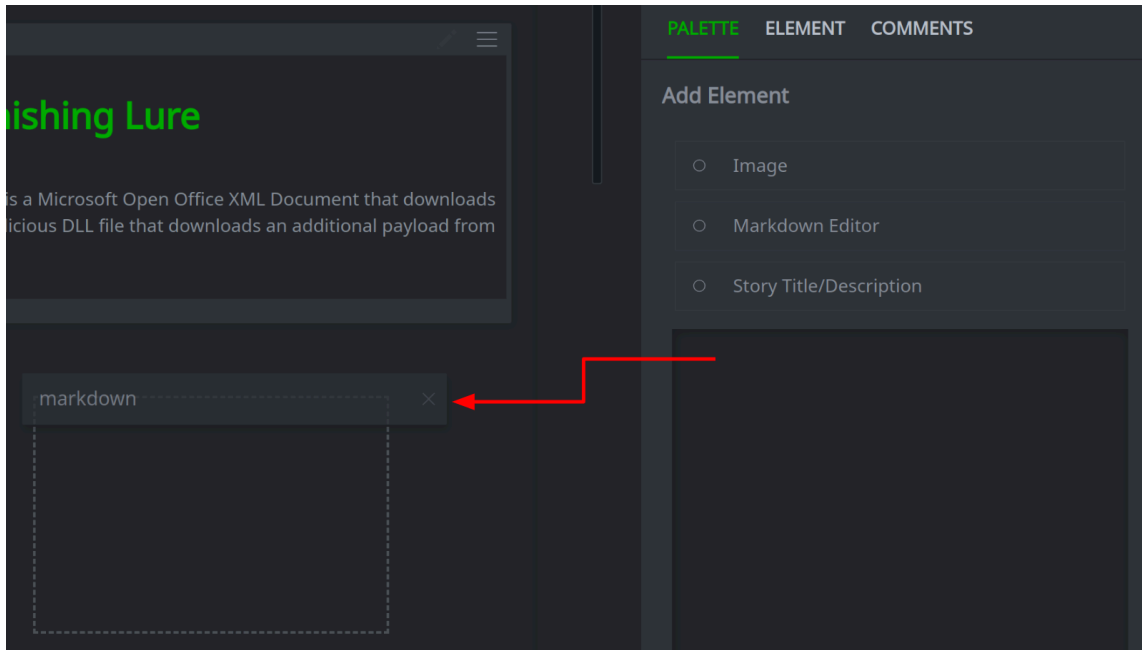 ishing Lure
is a Microsoft Open Office XML Document that downloads
licious DLL file that downloads an additional payload from
markdown
PALETTE ELEMENT COMMENTS
Add Element
Image
Markdown Editor
Story Title/Description